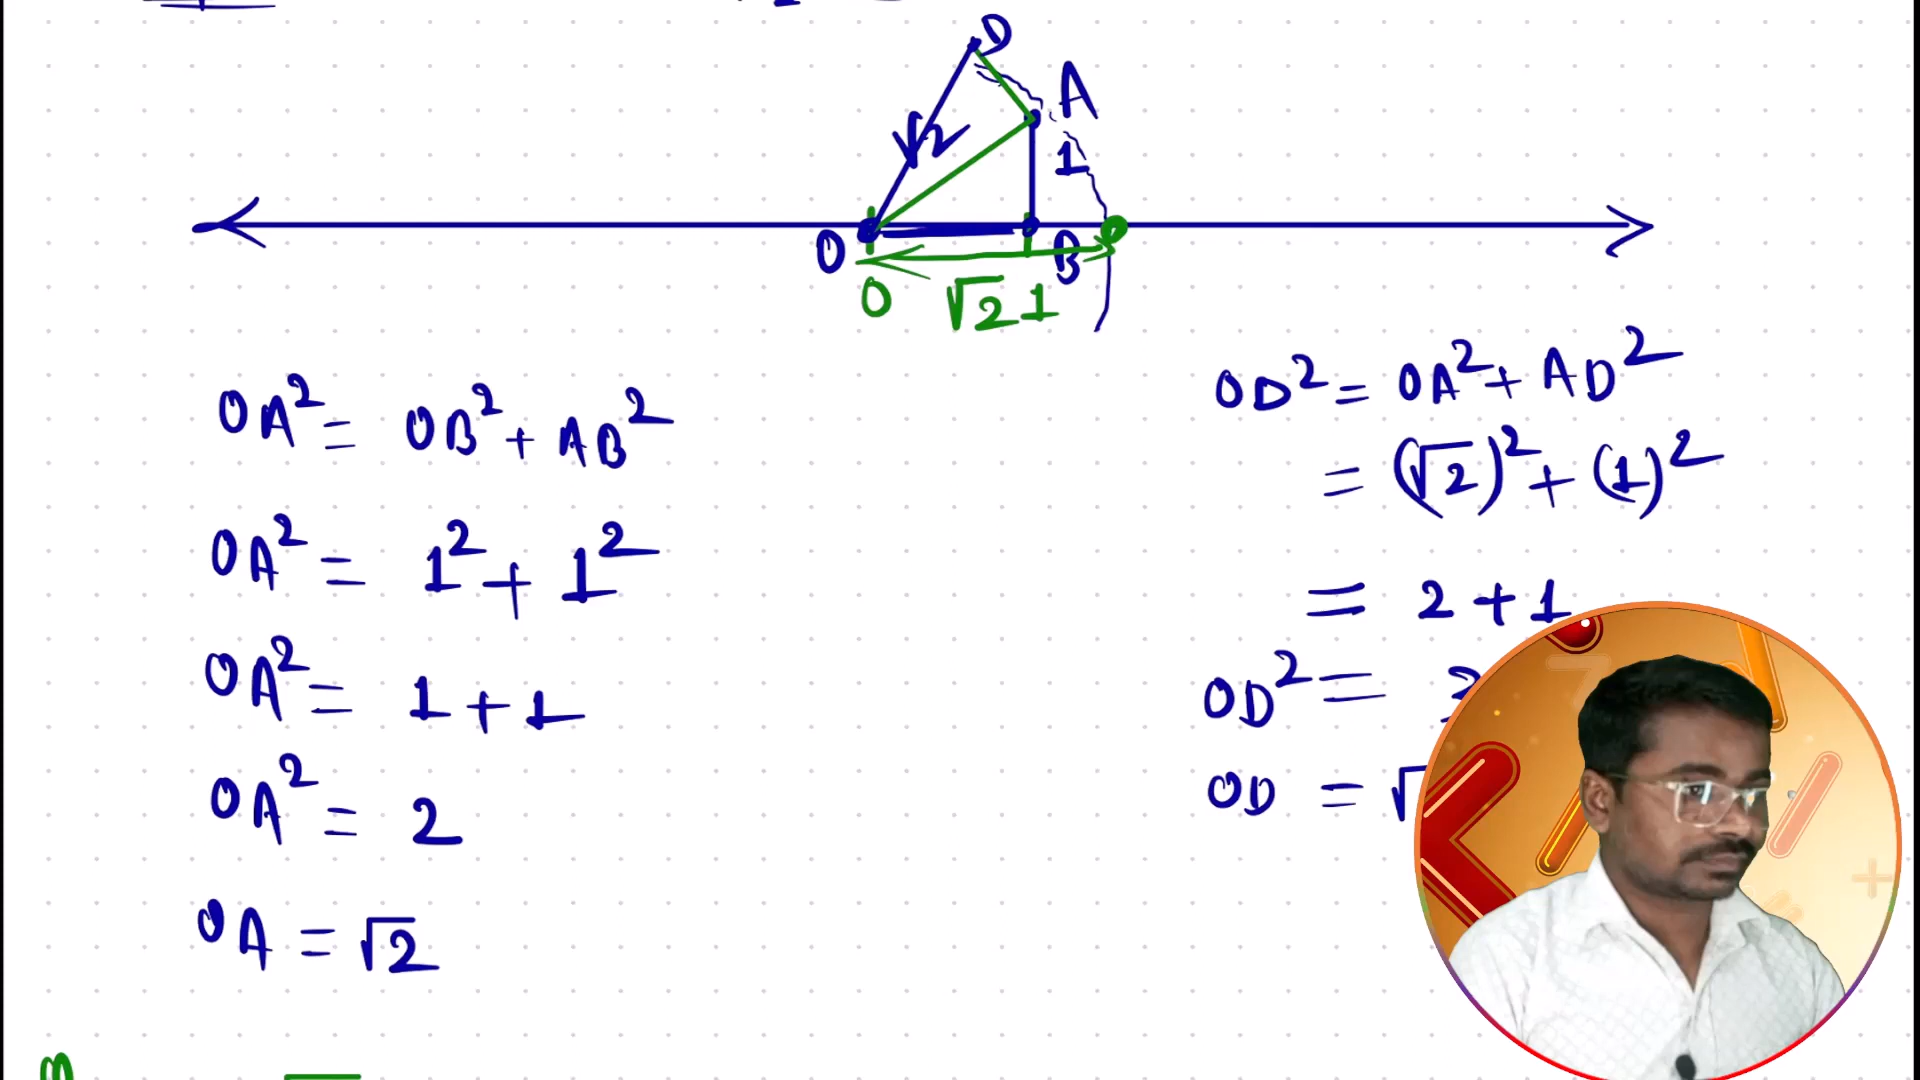 D
A
√2
1
O
B
0
√2
1
OA² = OB² + AB²
OA² = 1² + 1²
OA² = 1 + 1
OA² = 2
OA = √2
OD² = OA² + AD²
= (√2)² + (1)²
= 2 + 1
OD² =
OD = √